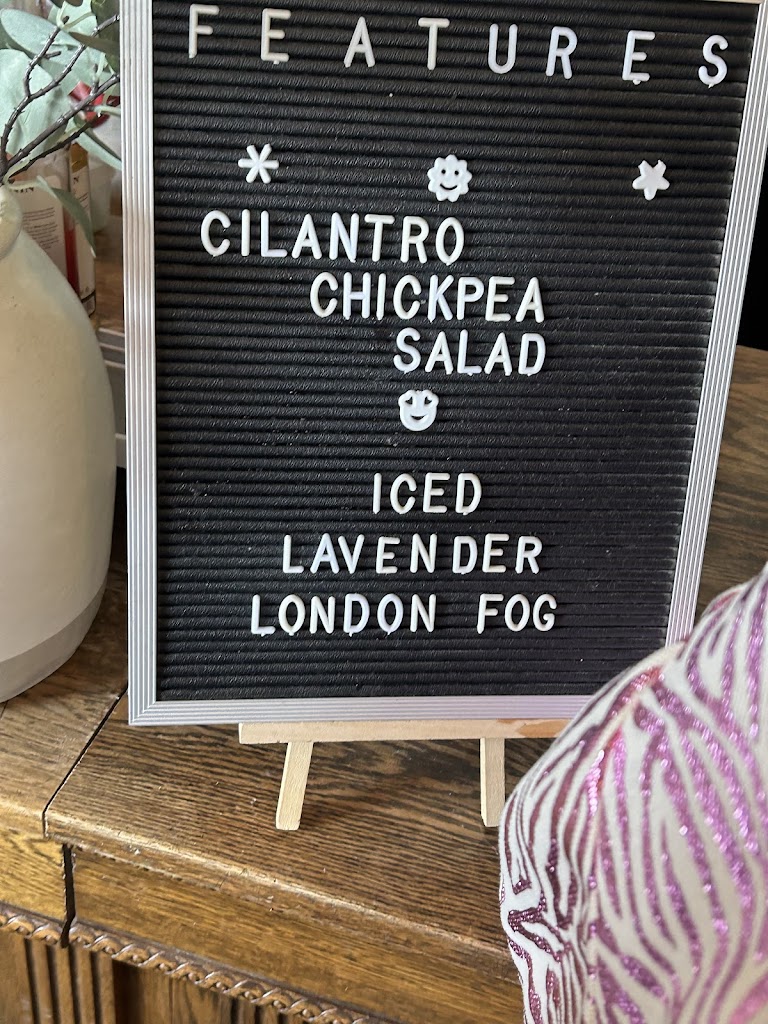 FEATURES
CILANTRO
CHICKPEA
SALAD
ICED
LAVENDER
LONDON FOG